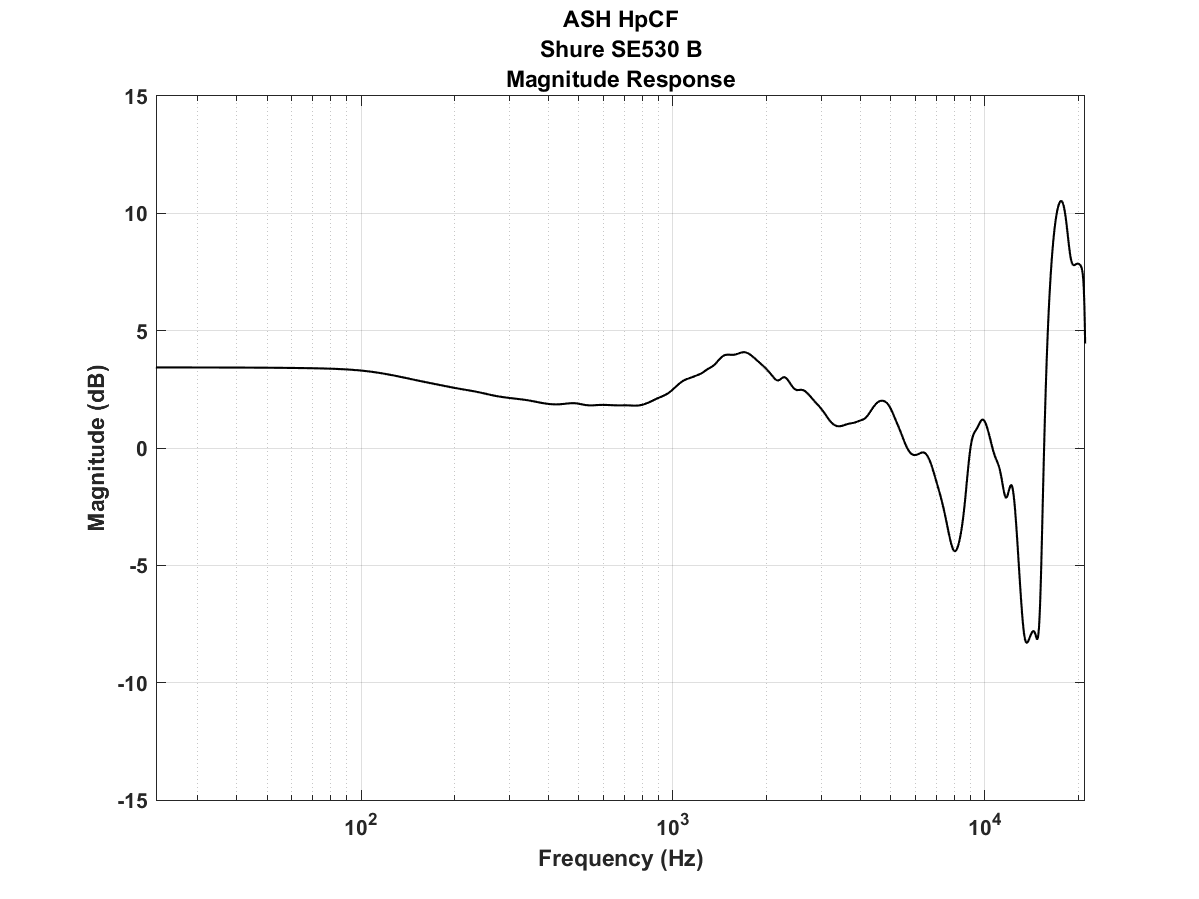 ASH HpCF
Shure SE530 B
Magnitude Response
15
10
5
0
-5
-10
-15
Magnitude (dB)
10² 10³ 10⁴
Frequency (Hz)